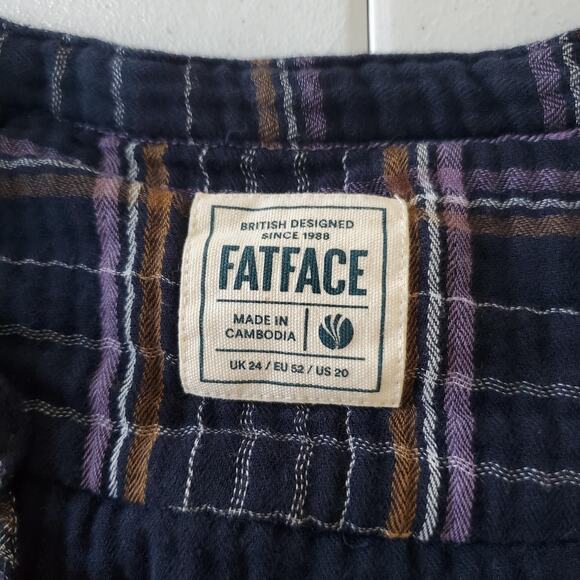 BRITISH DESIGNED
SINCE 1988
FATFACE
MADE IN
CAMBODIA
UK 24 / EU 52 / US 20